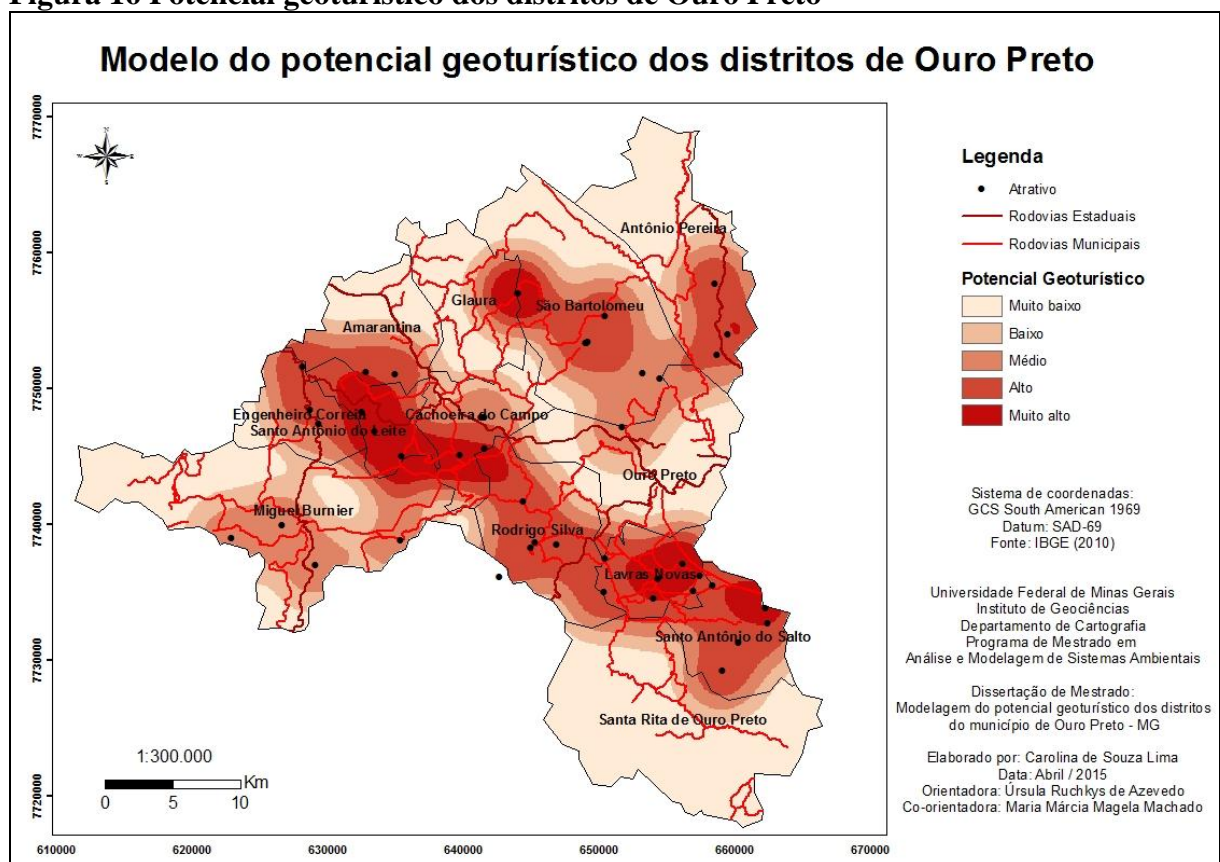 Figura 16 Potencial geoturístico dos distritos de Ouro Preto
Modelo do potencial geoturístico dos distritos de Ouro Preto
7770000
7760000
7750000
7740000
7730000
7720000
610000
620000
630000
640000
650000
660000
670000
N
W
E
S
Antônio Pereira
Glaura
São Bartolomeu
Amarantina
Engenheiro Correia
Cachoeira do Campo
Santo Antônio do Leite
Ouro Preto
Miguel Burnier
Rodrigo Silva
Lavras Novas
Santo Antônio do Salto
Santa Rita de Ouro Preto
1:300.000
Km
0 5 10
Legenda
Atrativo
Rodovias Estaduais
Rodovias Municipais
Potencial Geoturístico
Muito baixo
Baixo
Médio
Alto
Muito alto
Sistema de coordenadas:
GCS South American 1969
Datum: SAD-69
Fonte: IBGE (2010)
Universidade Federal de Minas Gerais
Instituto de Geociências
Departamento de Cartografia
Programa de Mestrado em
Análise e Modelagem de Sistemas Ambientais
Dissertação de Mestrado:
Modelagem do potencial geoturístico dos distritos
do município de Ouro Preto - MG
Elaborado por: Carolina de Souza Lima
Data: Abril / 2015
Orientadora: Úrsula Ruchkys de Azevedo
Co-orientadora: Maria Márcia Magela Machado